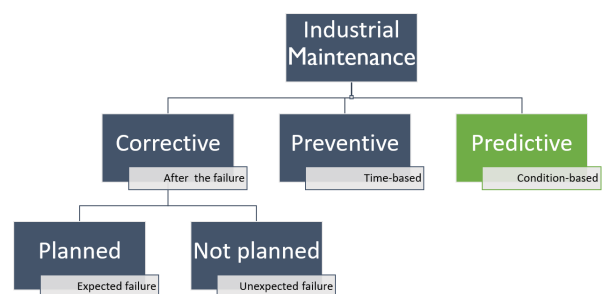 Industrial
Maintenance
Corrective
After the failure
Preventive
Time-based
Predictive
Condition-based
Planned
Expected failure
Not planned
Unexpected failure